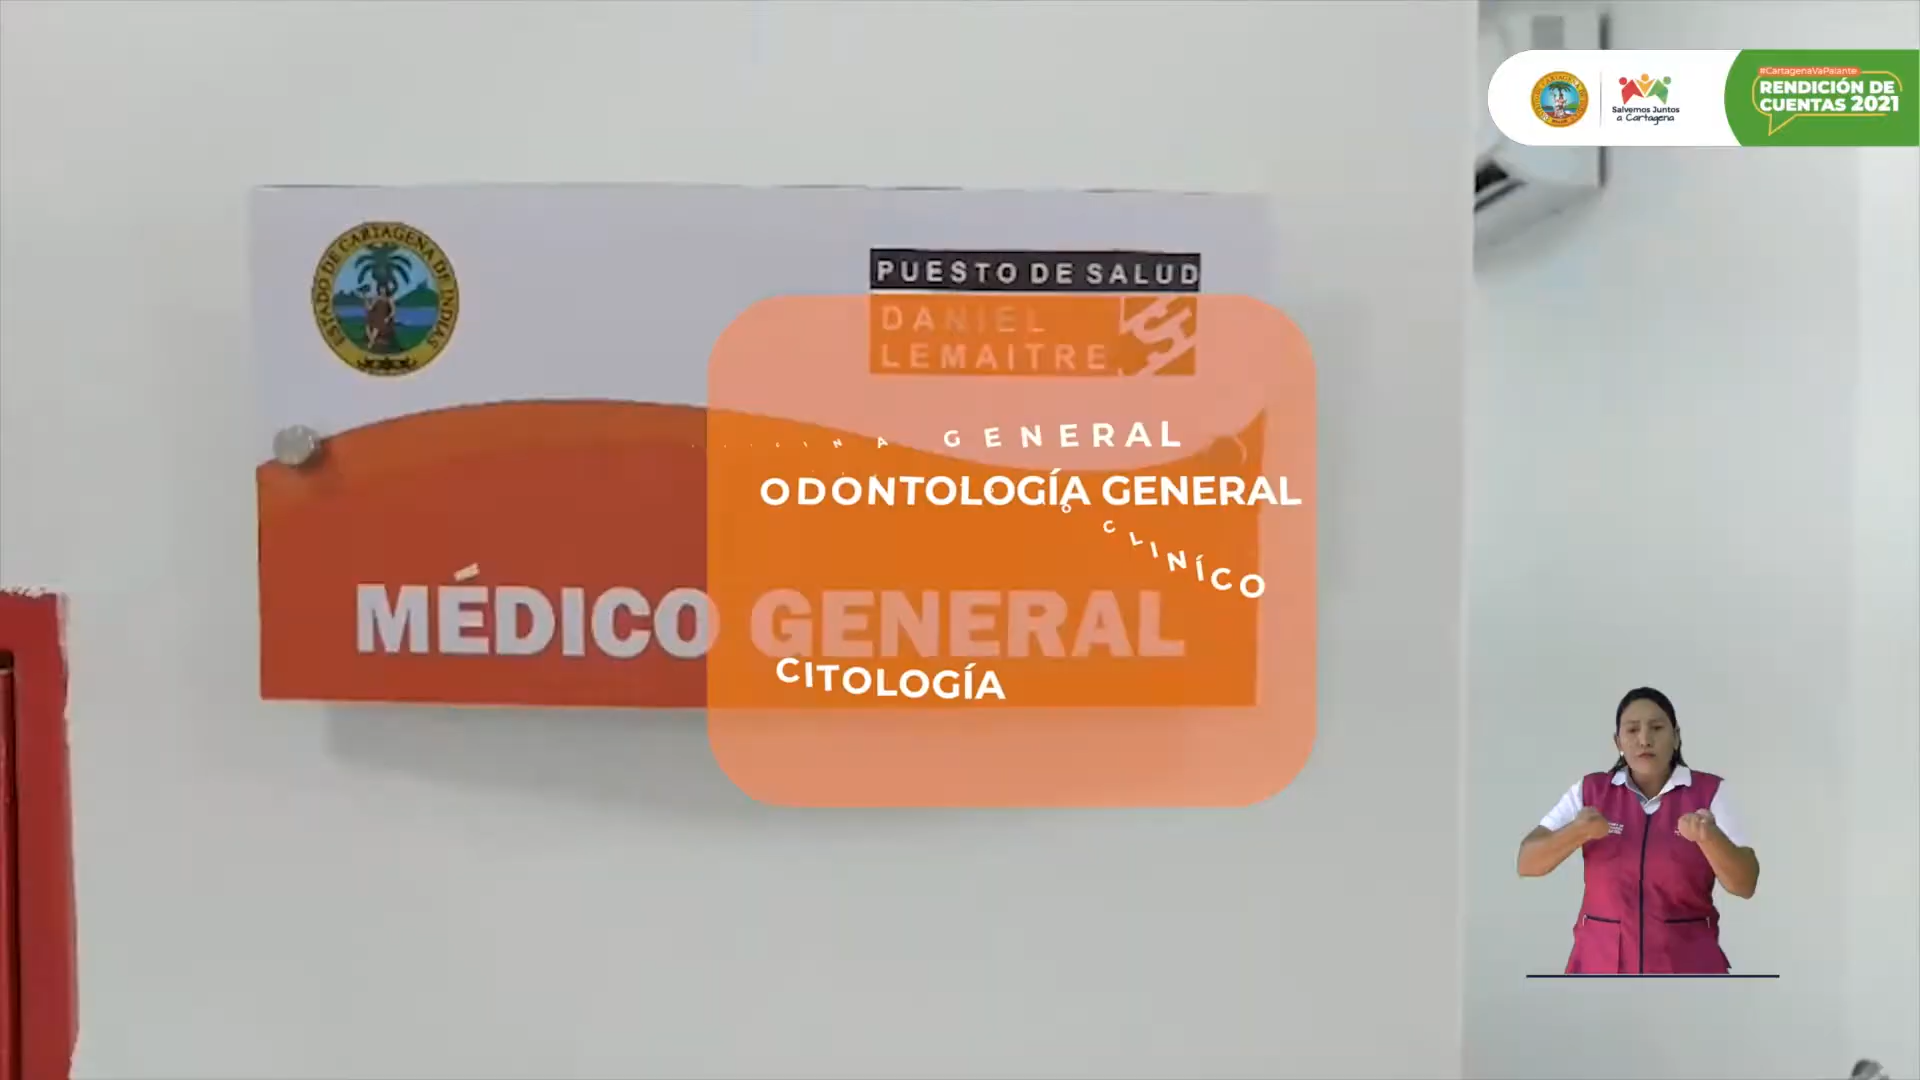 #CartagenaVaPalante
RENDICIÓN DE
CUENTAS 2021
Salvemos Juntos
a Cartagena
ESTADO DE CARTAGENA DE INDIAS
PUESTO DE SALUD
DANIEL
LEMAITRE
GENERAL
ODONTOLOGÍA GENERAL
CLINÍCO
MÉDICO GENERAL
CITOLOGÍA